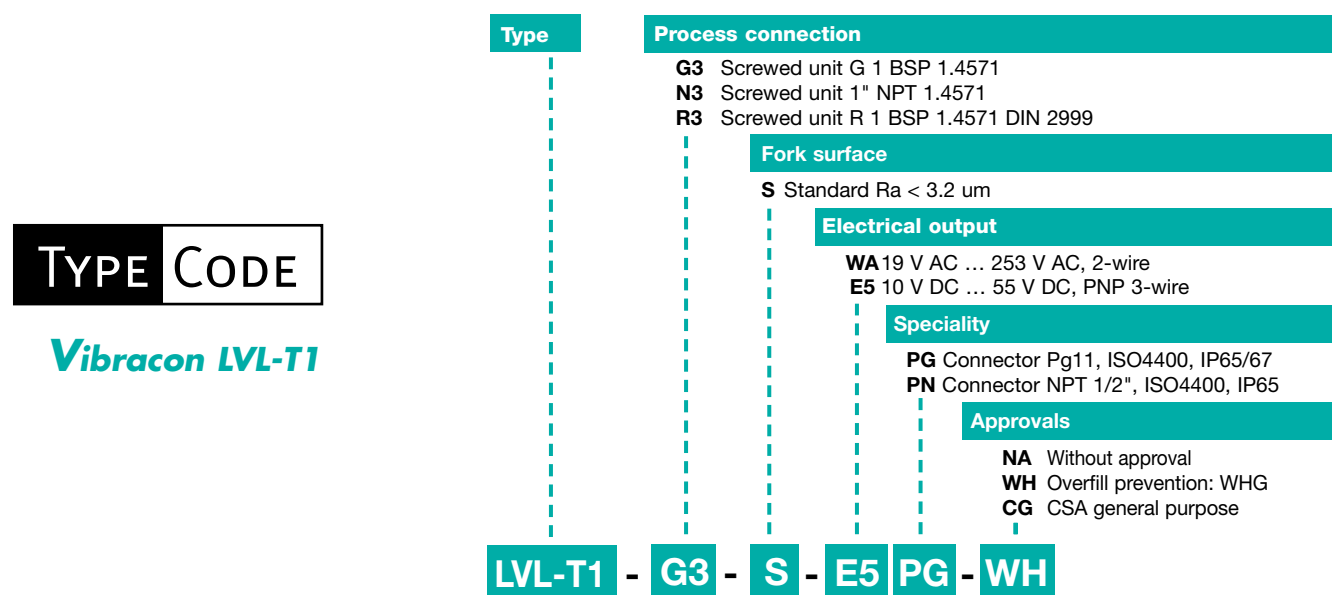 Type
Process connection
G3 Screwed unit G 1 BSP 1.4571
N3 Screwed unit 1" NPT 1.4571
R3 Screwed unit R 1 BSP 1.4571 DIN 2999
Fork surface
S Standard Ra < 3.2 um
Electrical output
WA 19 V AC … 253 V AC, 2-wire
E5 10 V DC … 55 V DC, PNP 3-wire
Speciality
PG Connector Pg11, ISO4400, IP65/67
PN Connector NPT 1/2", ISO4400, IP65
Approvals
NA Without approval
WH Overfill prevention: WHG
CG CSA general purpose
TYPE CODE
Vibracon LVL-T1
LVL-T1 - G3 - S - E5 PG - WH